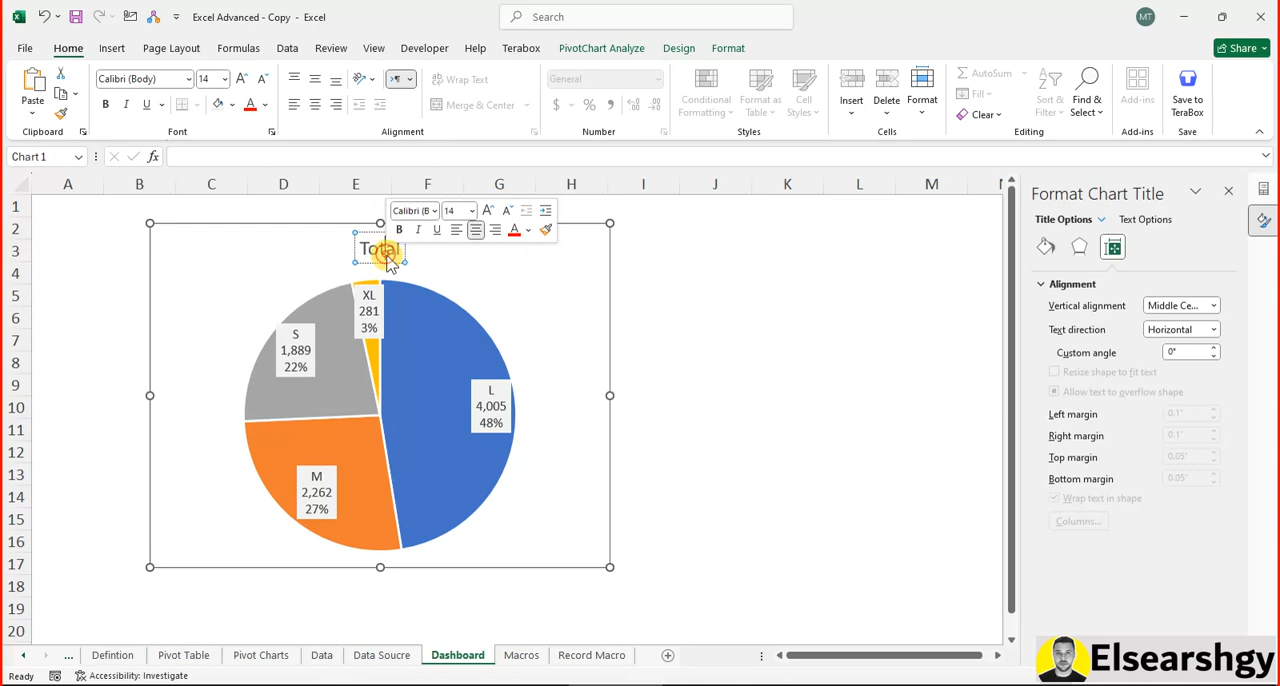 Excel Advanced - Copy - Excel
Search
MT
File Home Insert Page Layout Formulas Data Review View Developer Help Terabox PivotChart Analyze Design Format Share
Paste
Calibri (Body) 14
B I U A
Wrap Text
Merge & Center
General
$ %
Conditional Formatting
Format as Table
Cell Styles
Insert
Delete
Format
AutoSum
Fill
Clear
Sort & Filter
Find & Select
Add-ins
Save to TeraBox
Clipboard Font Alignment Number Styles Cells Editing Add-ins Save
Chart 1
fx
A B C D E F G H I J K L M
1
2
3
4
5
6
7
8
9
10
11
12
13
14
15
16
17
18
19
20
Calibri (B 14
B I U A
Total
XL
281
3%
S
1,889
22%
L
4,005
48%
M
2,262
27%
Format Chart Title
Title Options Text Options
Alignment
Vertical alignment Middle Ce...
Text direction Horizontal
Custom angle 0°
Resize shape to fit text
Allow text to overflow shape
Left margin 0.1"
Right margin 0.1"
Top margin 0.05"
Bottom margin 0.05"
Wrap text in shape
Columns...
... Defintion Pivot Table Pivot Charts Data Data Soucre Dashboard Macros Record Macro
Ready Accessibility: Investigate
Elsearshgy